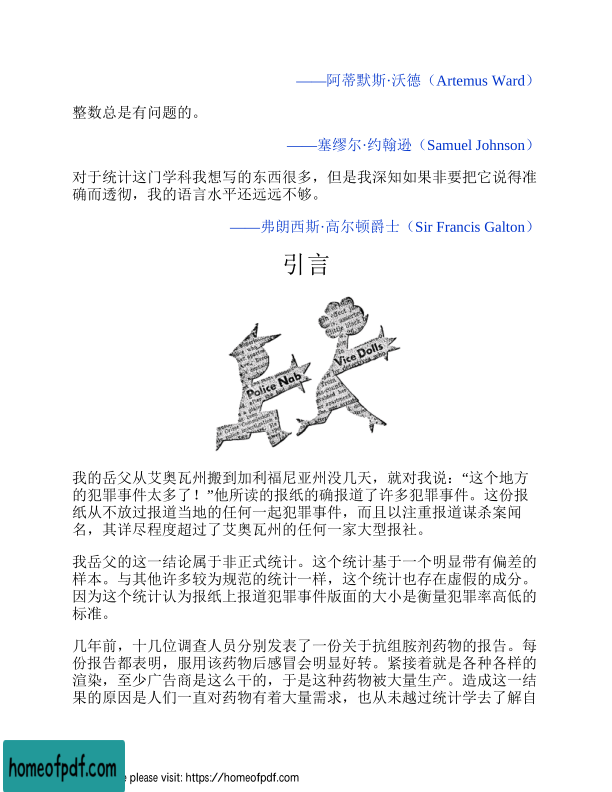 ——阿蒂默斯·沃德（Artemus Ward）
整数总是有问题的。
——塞缪尔·约翰逊（Samuel Johnson）
对于统计这门学科我想写的东西很多，但是我深知如果非要把它说得准
确而透彻，我的语言水平还远远不够。
——弗朗西斯·高尔顿爵士（Sir Francis Galton）
引言
Police Nab
Vice Dolls
我的岳父从艾奥瓦州搬到加利福尼亚州没几天，就对我说：“这个地方
的犯罪事件太多了！”他所读的报纸的确报道了许多犯罪事件。这份报
纸从不放过报道当地的任何一起犯罪事件，而且以注重报道谋杀案闻
名，其详尽程度超过了艾奥瓦州的任何一家大型报社。
我岳父的这一结论属于非正式统计。这个统计基于一个明显带有偏差的
样本。与其他许多较为规范的统计一样，这个统计也存在虚假的成分。
因为这个统计认为报纸上报道犯罪事件版面的大小是衡量犯罪率高低的
标准。
几年前，十几位调查人员分别发表了一份关于抗组胺剂药物的报告。每
份报告都表明，服用该药物后感冒会明显好转。紧接着就是各种各样的
渲染，至少广告商是这么干的，于是这种药物被大量生产。造成这一结
果的原因是人们一直对药物有着大量需求，也从未越过统计学去了解自
homeofpdf.com
e please visit: https://homeofpdf.com